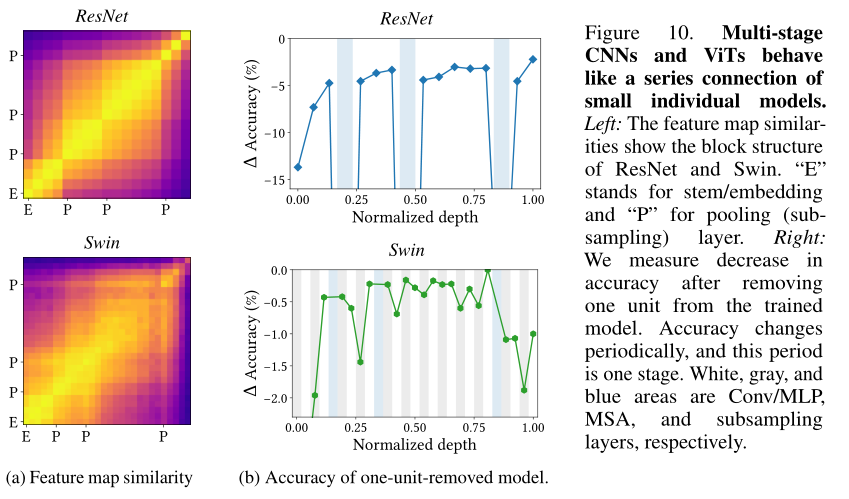 ResNet
P
P
P
E
E
P
P
P
Swin
P
P
P
E
E
P
P
P
(a) Feature map similarity
ResNet
Δ Accuracy (%)
0
−5
−10
−15
0.00
0.25
0.50
0.75
1.00
Normalized depth
Swin
Δ Accuracy (%)
0.0
−0.5
−1.0
−1.5
−2.0
0.00
0.25
0.50
0.75
1.00
Normalized depth
(b) Accuracy of one-unit-removed model.
Figure 10. Multi-stage
CNNs and ViTs behave
like a series connection of
small individual models.
Left: The feature map similar-
ities show the block structure
of ResNet and Swin. “E”
stands for stem/embedding
and “P” for pooling (sub-
sampling) layer. Right:
We measure decrease in
accuracy after removing
one unit from the trained
model. Accuracy changes
periodically, and this period
is one stage. White, gray, and
blue areas are Conv/MLP,
MSA, and subsampling
layers, respectively.